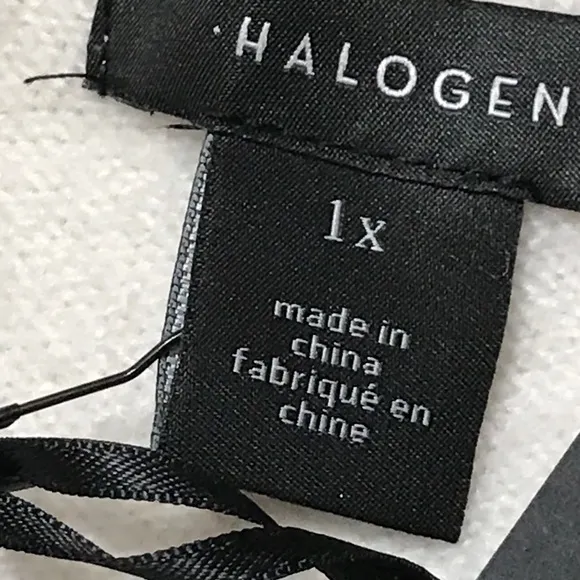 HALOGEN
1X
made in
china
fabriqué en
chine